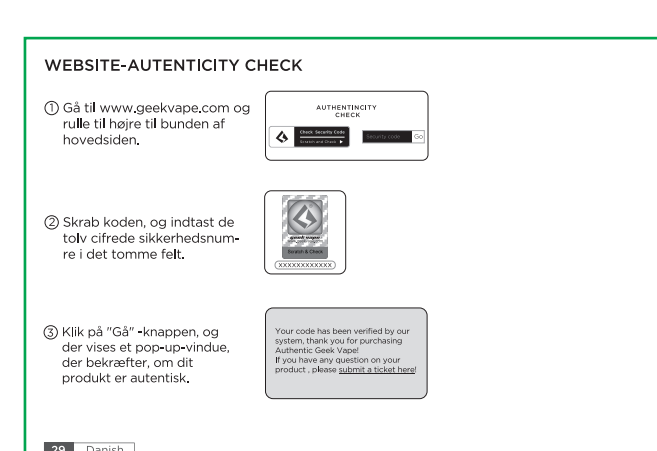 WEBSITE-AUTENTICITY CHECK
① Gå til www.geekvape.com og
rulle til højre til bunden af
hovedsiden.
AUTHENTINCITY
CHECK
Check Security Code
Scratch and Check
Security code
Go
② Skrab koden, og indtast de
tolv cifrede sikkerhedsnum-
re i det tomme felt.
geek vape
www.geekvape.com
Scratch & Check
(XXXXXXXXXXXX)
③ Klik på "Gå" -knappen, og
der vises et pop-up-vindue,
der bekræfter, om dit
produkt er autentisk.
Your code has been verified by our
system, thank you for purchasing
Authentic Geek Vape!
If you have any question on your
product , please submit a ticket here!
29 Danish